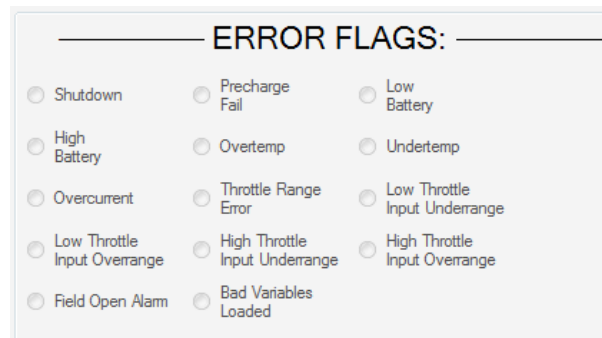 ERROR FLAGS:
Shutdown
Precharge
Fail
Low
Battery
High
Battery
Overtemp
Undertemp
Overcurrent
Throttle Range
Error
Low Throttle
Input Underrange
Low Throttle
Input Overrange
High Throttle
Input Underrange
High Throttle
Input Overrange
Field Open Alarm
Bad Variables
Loaded